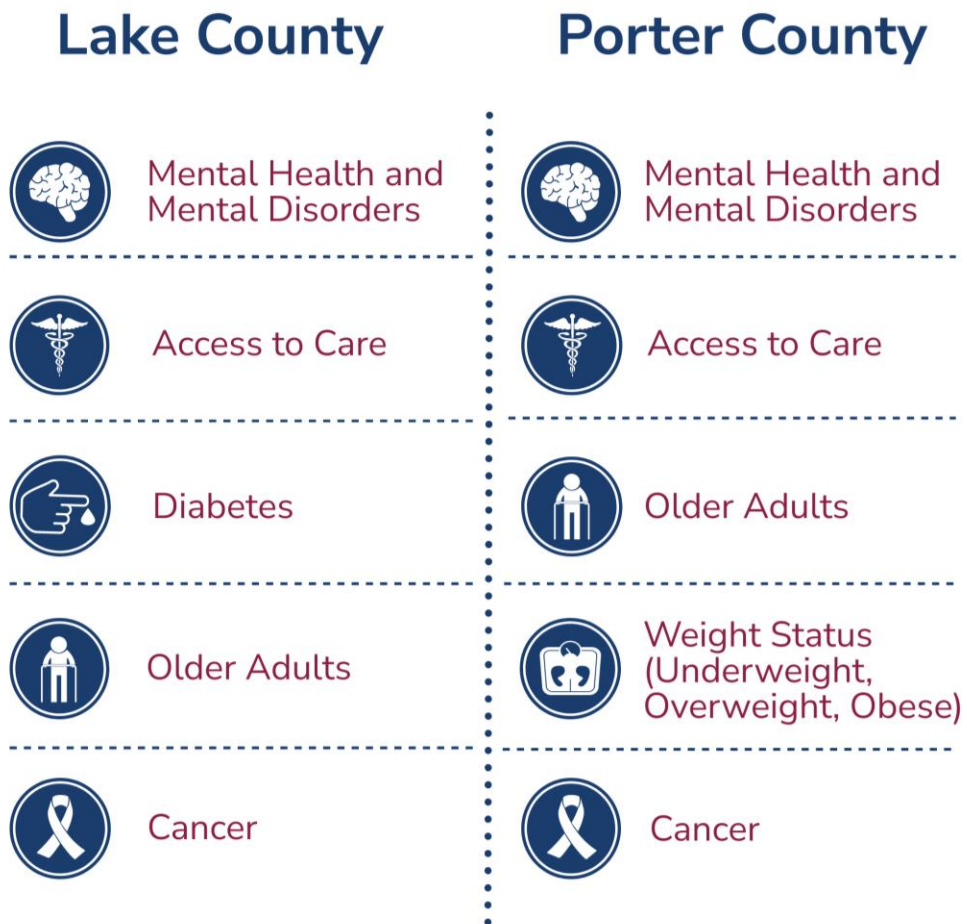 Lake County
Mental Health and
Mental Disorders
Access to Care
Diabetes
Older Adults
Cancer
Porter County
Mental Health and
Mental Disorders
Access to Care
Older Adults
Weight Status
(Underweight,
Overweight, Obese)
Cancer